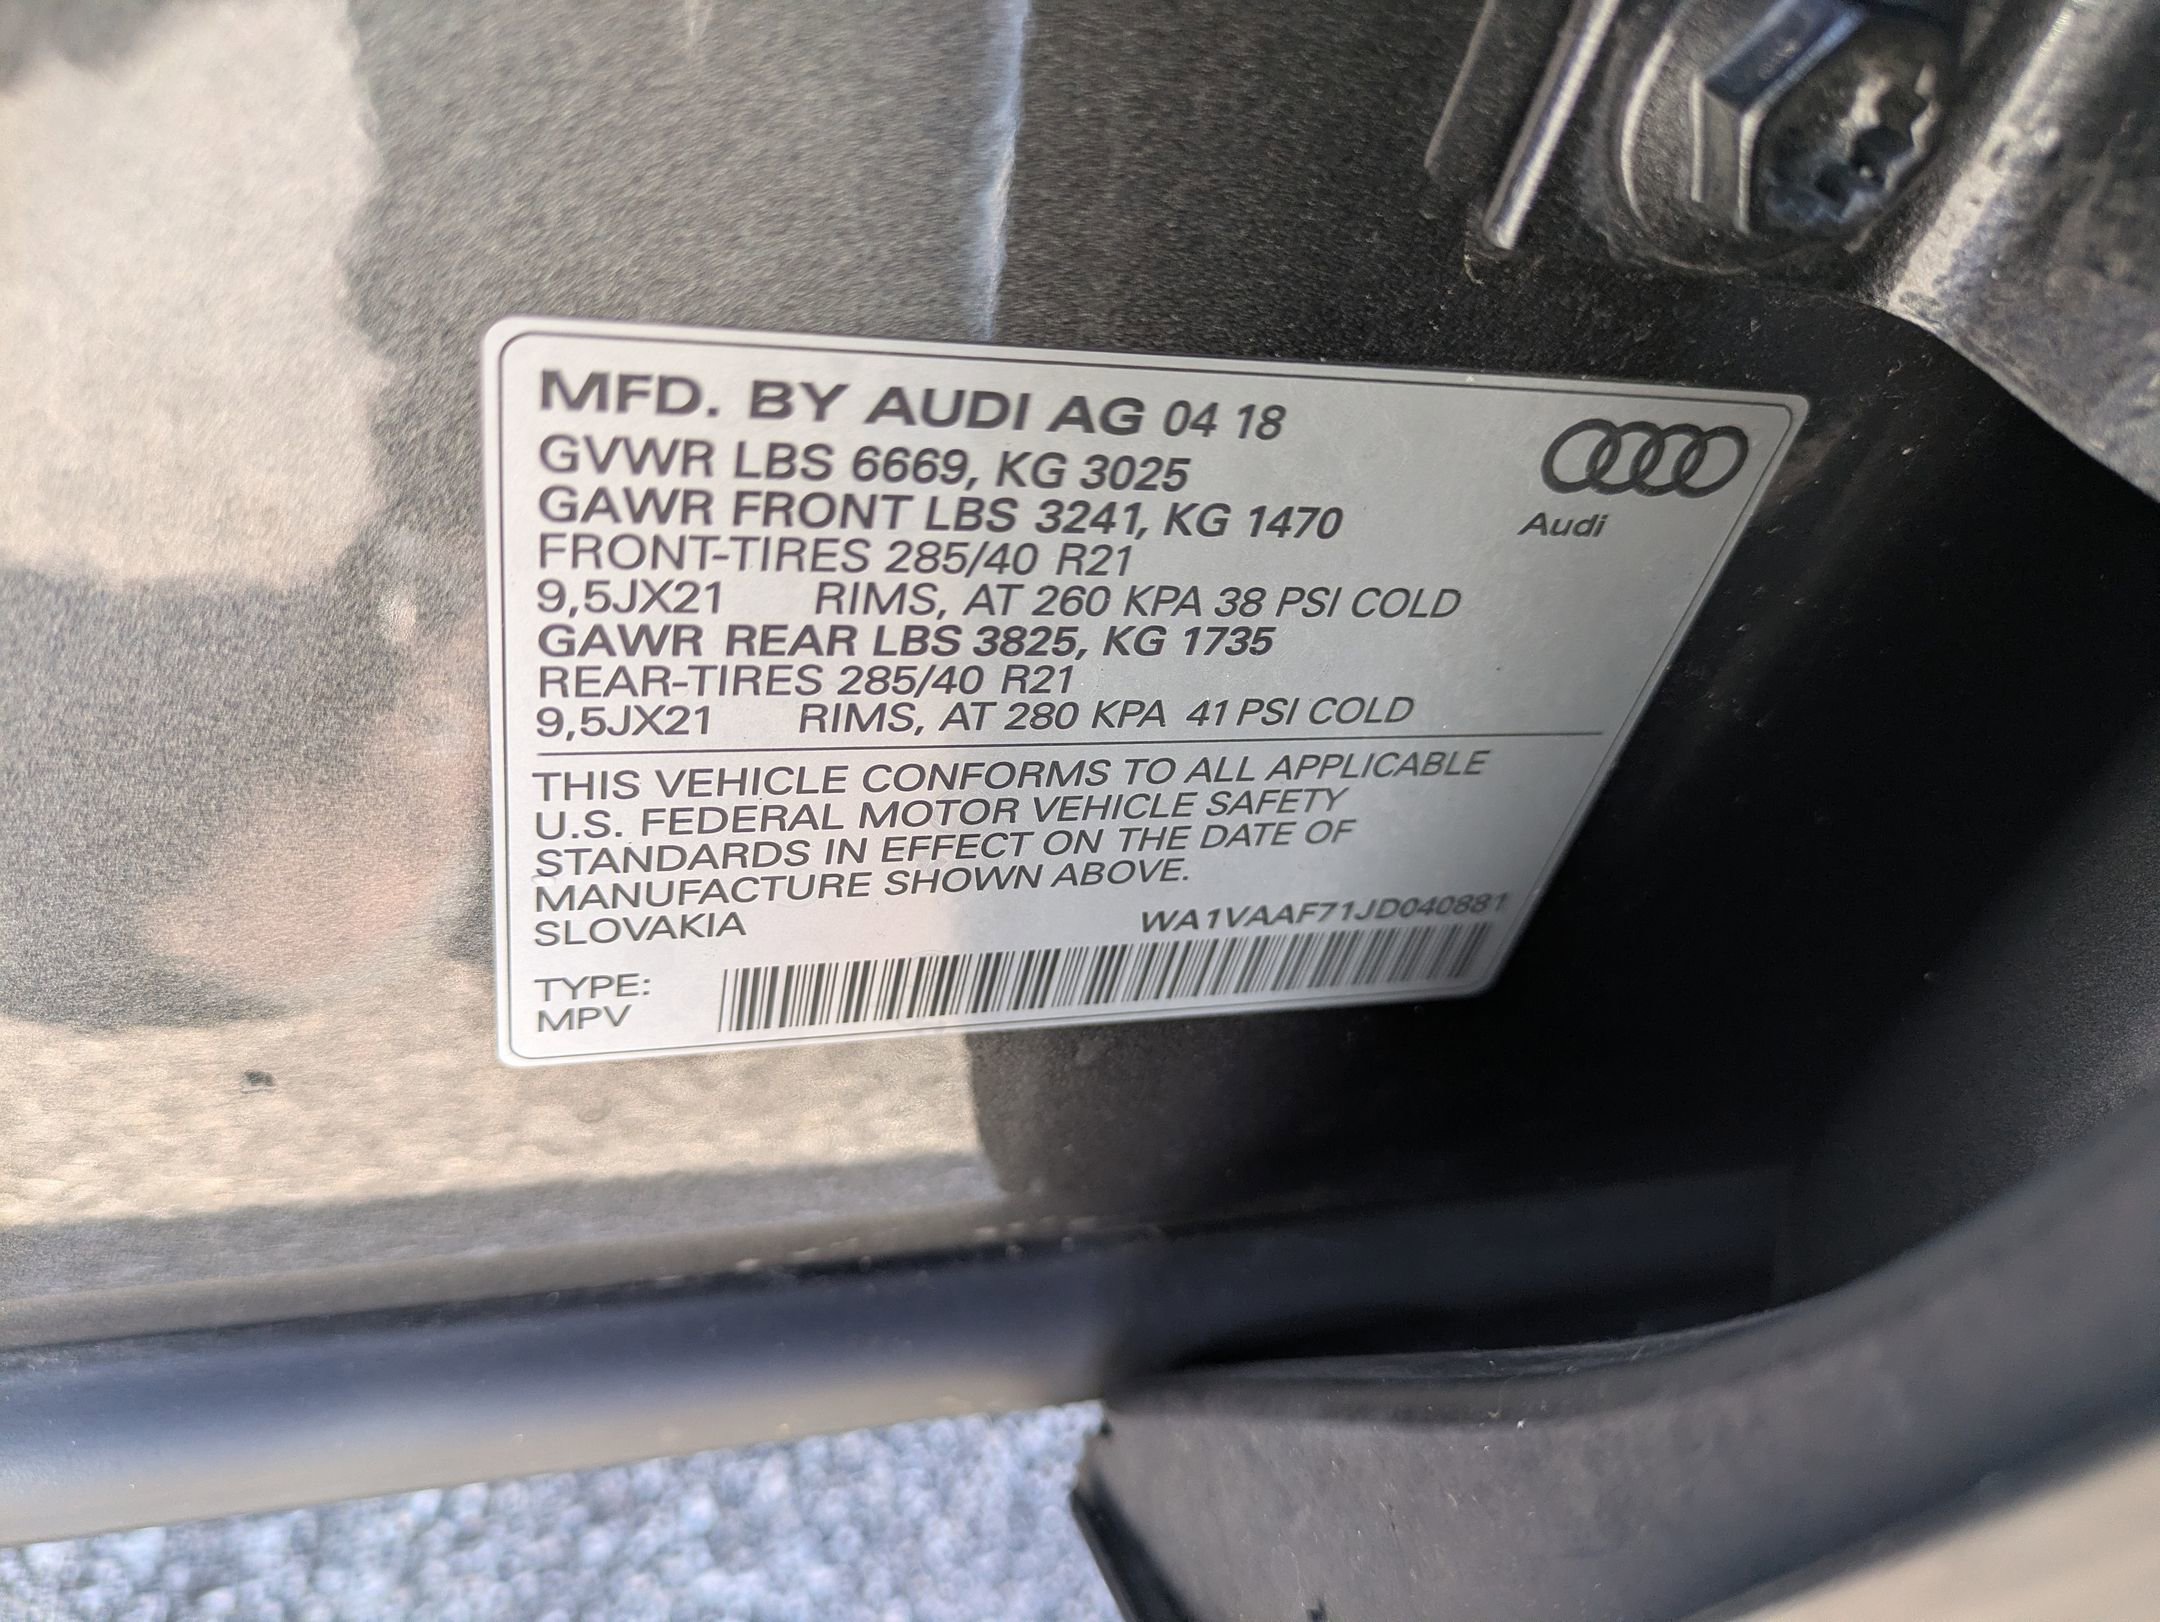 MFD. BY AUDI AG 04 18
GVWR LBS 6669, KG 3025
GAWR FRONT LBS 3241, KG 1470
Audi
FRONT-TIRES 285/40 R21
9,5JX21 RIMS, AT 260 KPA 38 PSI COLD
GAWR REAR LBS 3825, KG 1735
REAR-TIRES 285/40 R21
9,5JX21 RIMS, AT 280 KPA 41 PSI COLD
THIS VEHICLE CONFORMS TO ALL APPLICABLE
U.S. FEDERAL MOTOR VEHICLE SAFETY
STANDARDS IN EFFECT ON THE DATE OF
MANUFACTURE SHOWN ABOVE.
SLOVAKIA WA1VAAF71JD040881
TYPE:
MPV